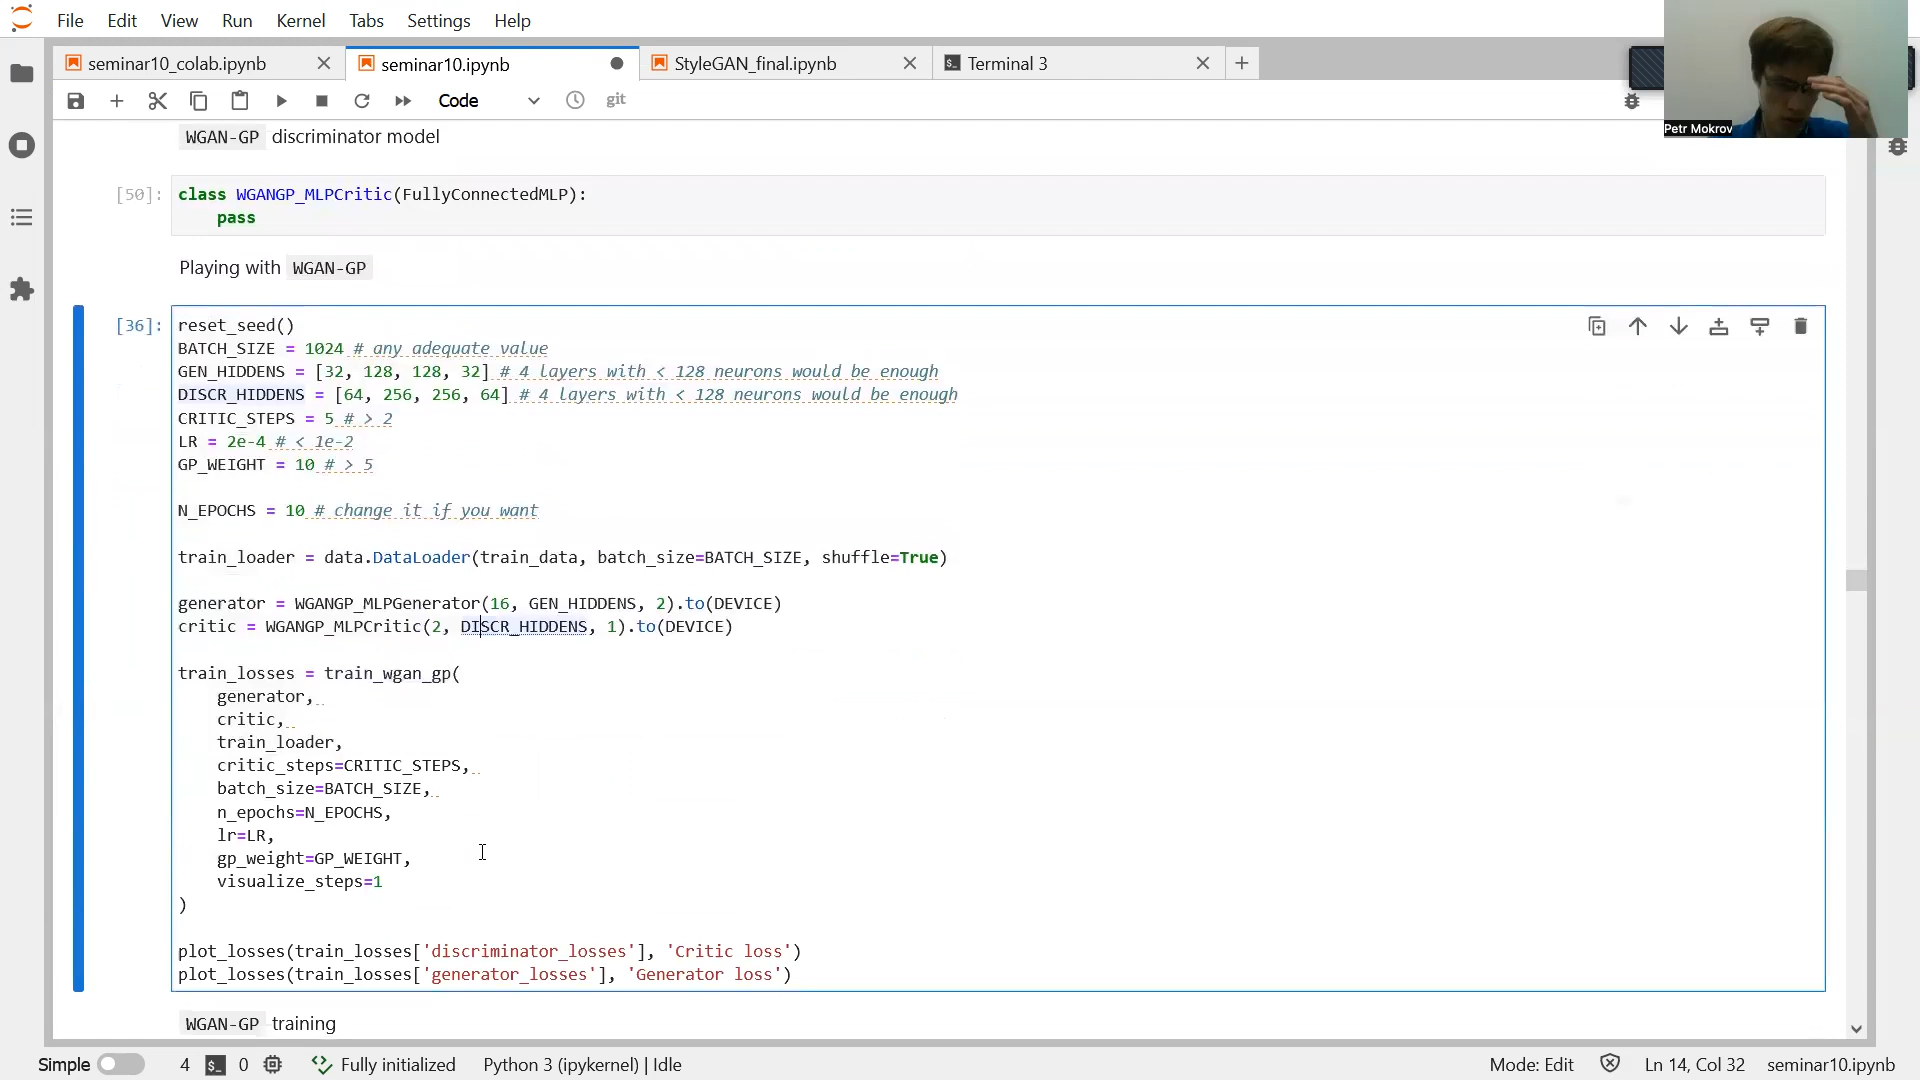 File Edit View Run Kernel Tabs Settings Help
seminar10_colab.ipynb
seminar10.ipynb
StyleGAN_final.ipynb
Terminal 3
Code
git
Petr Mokrov
WGAN-GP discriminator model
[50]:
class WGANGP_MLPCritic(FullyConnectedMLP):
    pass
Playing with WGAN-GP
[36]:
reset_seed()
BATCH_SIZE = 1024 # any adequate value
GEN_HIDDENS = [32, 128, 128, 32] # 4 layers with < 128 neurons would be enough
DISCR_HIDDENS = [64, 256, 256, 64] # 4 layers with < 128 neurons would be enough
CRITIC_STEPS = 5 # > 2
LR = 2e-4 # < 1e-2
GP_WEIGHT = 10 # > 5
N_EPOCHS = 10 # change it if you want
train_loader = data.DataLoader(train_data, batch_size=BATCH_SIZE, shuffle=True)
generator = WGANGP_MLPGenerator(16, GEN_HIDDENS, 2).to(DEVICE)
critic = WGANGP_MLPCritic(2, DISCR_HIDDENS, 1).to(DEVICE)
train_losses = train_wgan_gp(
    generator,
    critic,
    train_loader,
    critic_steps=CRITIC_STEPS,
    batch_size=BATCH_SIZE,
    n_epochs=N_EPOCHS,
    lr=LR,
    gp_weight=GP_WEIGHT,
    visualize_steps=1
)
plot_losses(train_losses['discriminator_losses'], 'Critic loss')
plot_losses(train_losses['generator_losses'], 'Generator loss')
WGAN-GP training
Simple 4 $_ 0 Fully initialized Python 3 (ipykernel) | Idle Mode: Edit Ln 14, Col 32 seminar10.ipynb